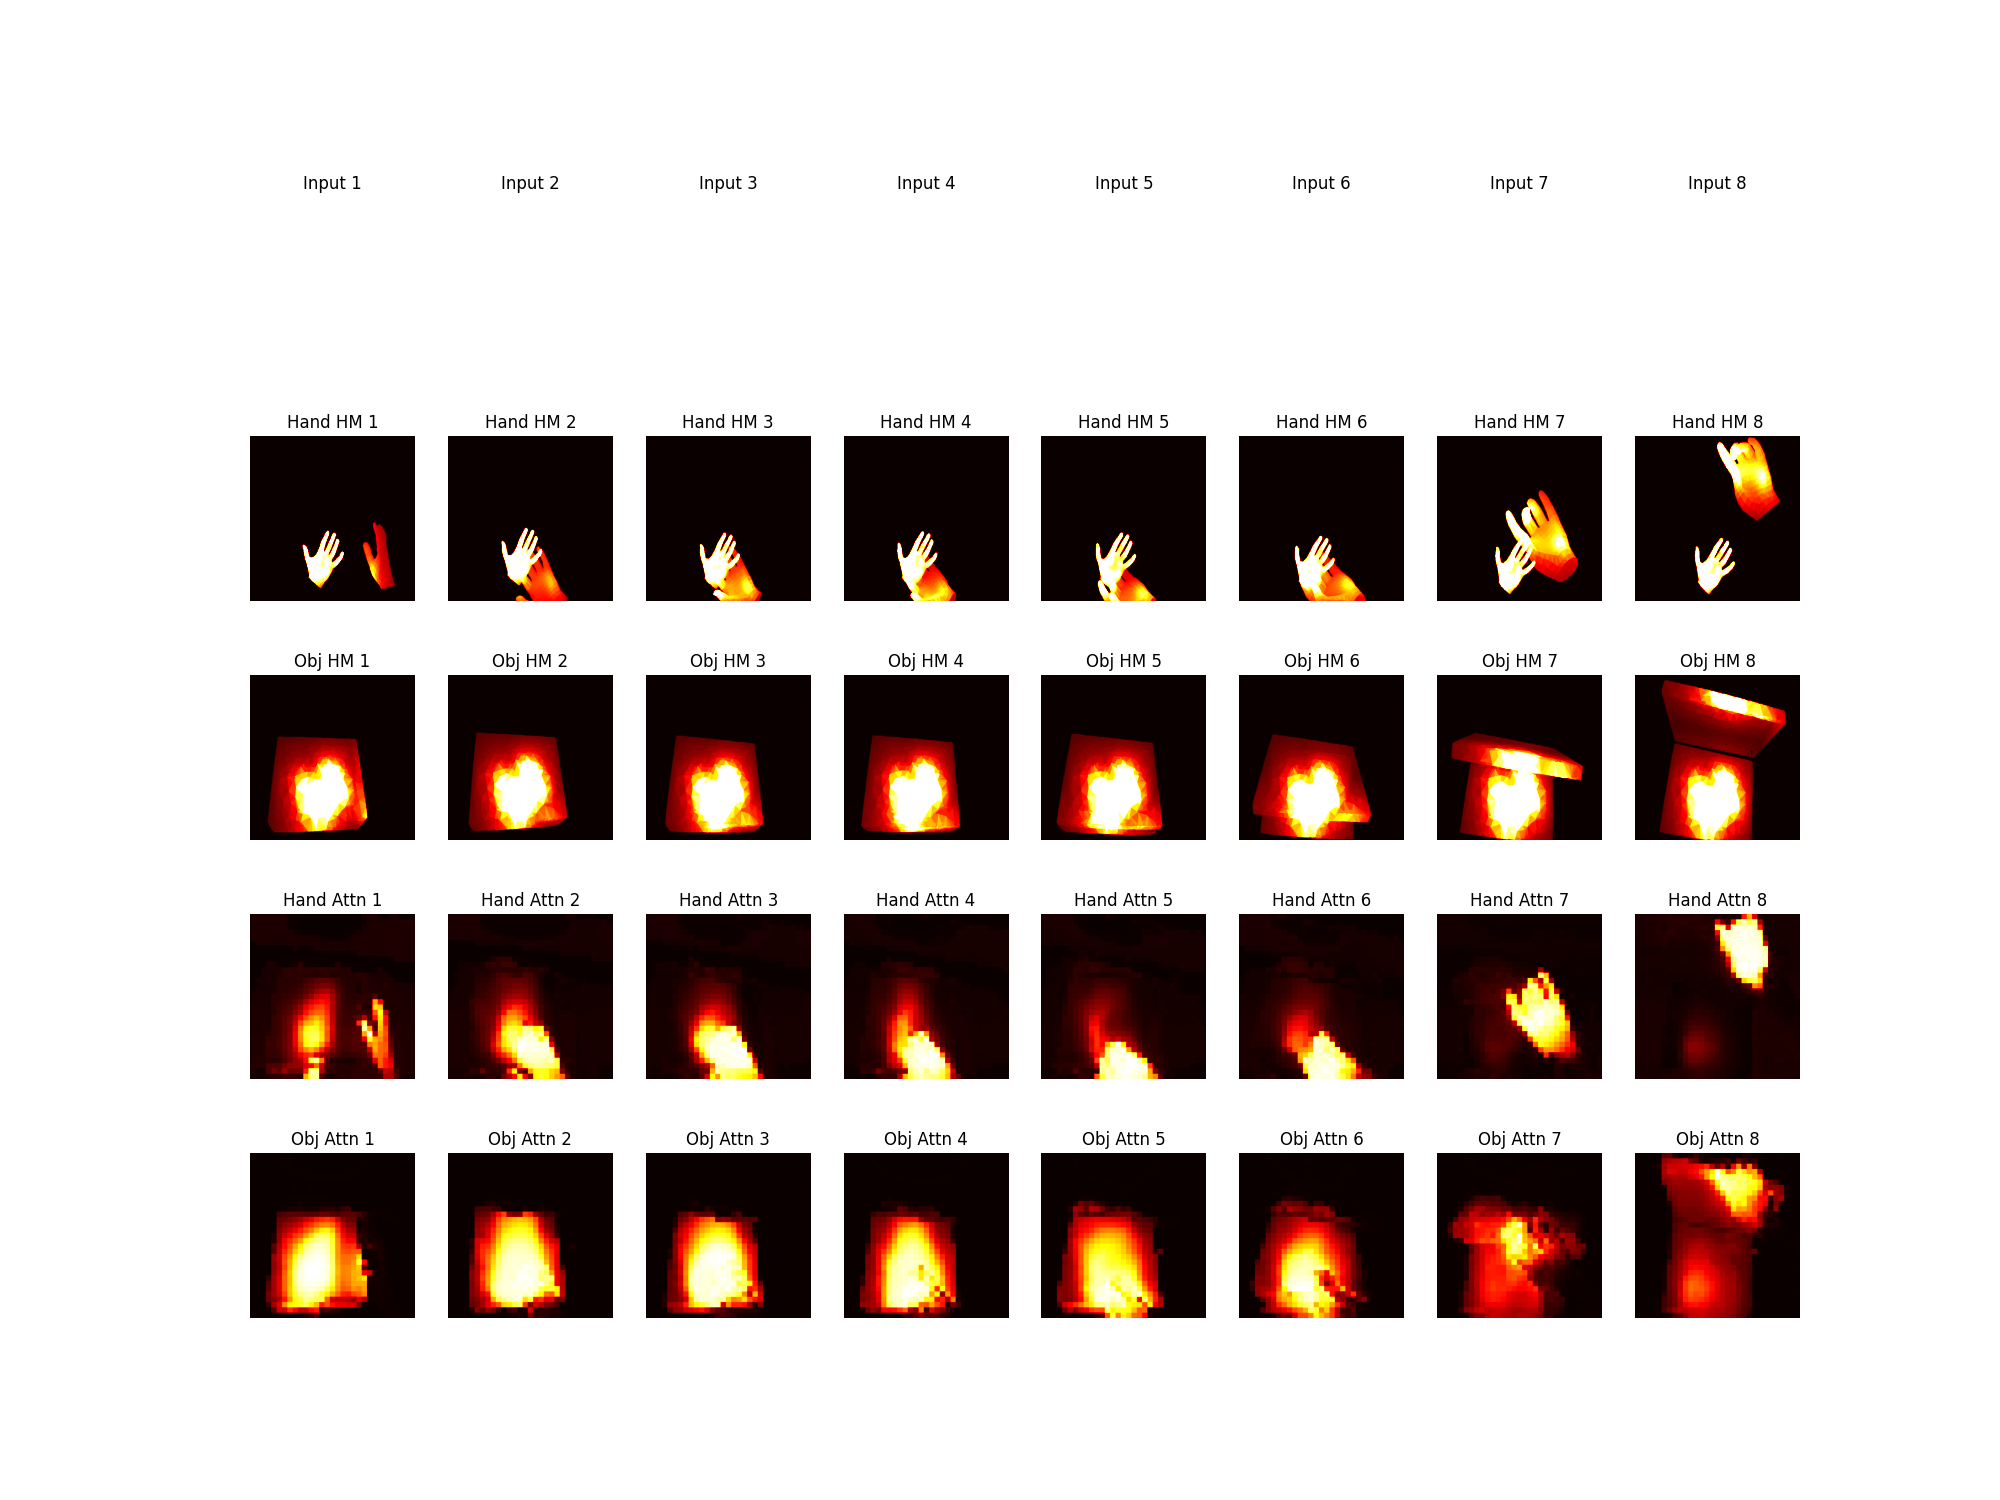 Input 1 Input 2 Input 3 Input 4 Input 5 Input 6 Input 7 Input 8
Hand HM 1 Hand HM 2 Hand HM 3 Hand HM 4 Hand HM 5 Hand HM 6 Hand HM 7 Hand HM 8
Obj HM 1 Obj HM 2 Obj HM 3 Obj HM 4 Obj HM 5 Obj HM 6 Obj HM 7 Obj HM 8
Hand Attn 1 Hand Attn 2 Hand Attn 3 Hand Attn 4 Hand Attn 5 Hand Attn 6 Hand Attn 7 Hand Attn 8
Obj Attn 1 Obj Attn 2 Obj Attn 3 Obj Attn 4 Obj Attn 5 Obj Attn 6 Obj Attn 7 Obj Attn 8